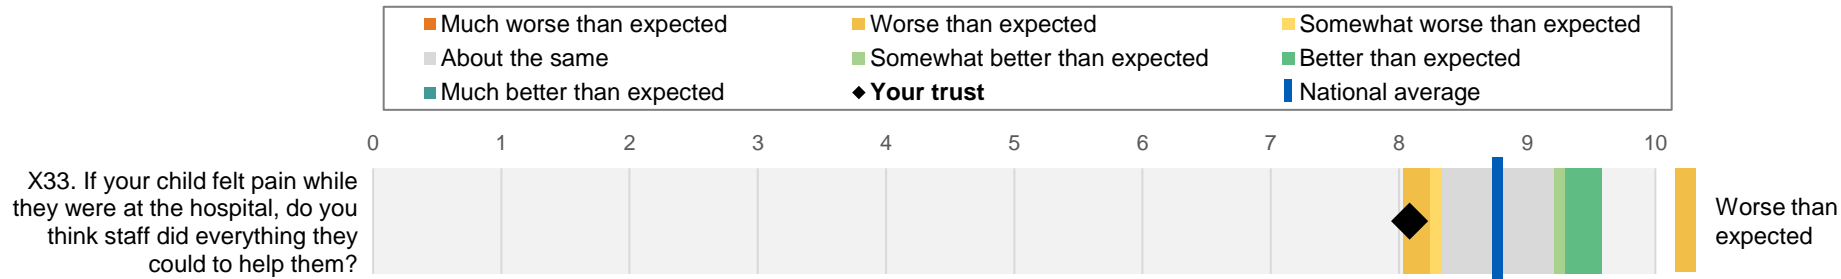 Much worse than expected
Worse than expected
Somewhat worse than expected
About the same
Somewhat better than expected
Better than expected
Much better than expected
Your trust
National average
0 1 2 3 4 5 6 7 8 9 10
X33. If your child felt pain while
they were at the hospital, do you
think staff did everything they
could to help them?
Worse than
expected